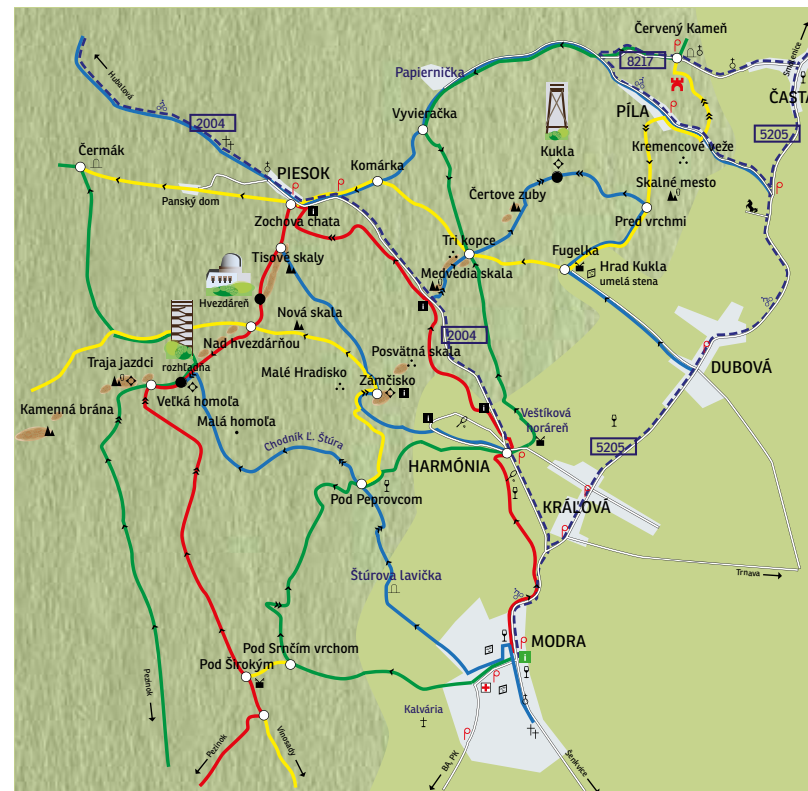 Červený Kameň
Smolenice
Hubalová
8217
Papiernička
ČASTÁ
PÍLA
2004
Vyvieračka
5205
Čermák
Kukla
Kremencové veže
PIESOK
Komárka
Skalné mesto
Panský dom
Čertove zuby
Zochova chata
Pred vrchmi
Tisové skaly
Tri kopce
Fugelka
Medvedia skala
Hrad Kukla
umelá stena
Hvezdáreň
Nová skala
2004
Nad hvezdárňou
Posvätná skala
rozhľadňa
DUBOVÁ
Traja jazdci
Malé Hradisko
Zámčisko
Veľká homoľa
Kamenná brána
Malá homoľa
Veštíková
horáreň
Chodník Ľ. Štúra
5205
HARMÓNIA
Pod Peprovcom
KRÁĽOVÁ
Štúrova lavička
Trnava
MODRA
Pod Srnčím vrchom
Pod Širokým
Pezinok
Kalvária
Pezinok
Vinosady
BA, PK
Šenkvice